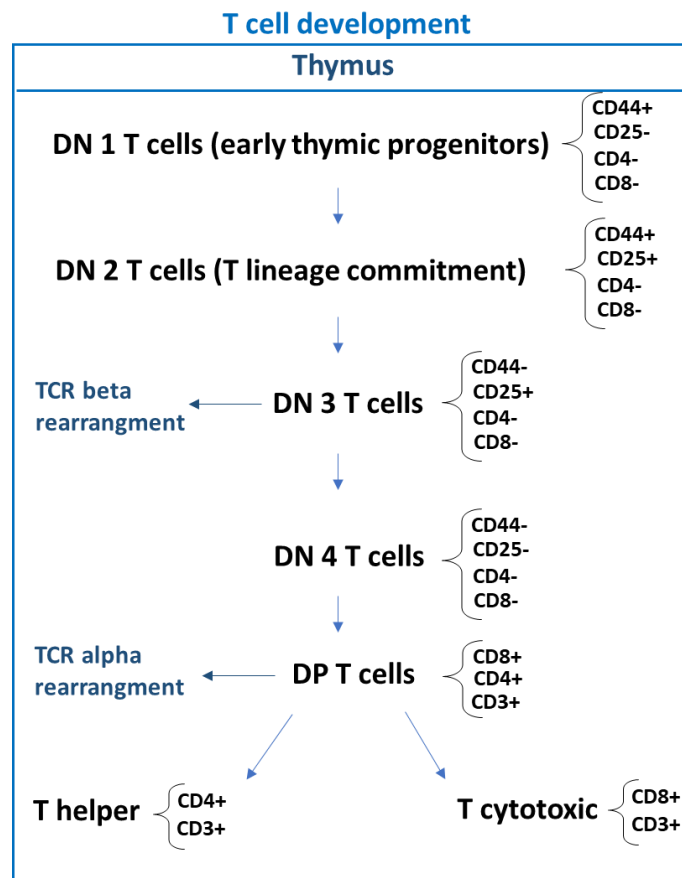 T cell development
Thymus
DN 1 T cells (early thymic progenitors)
CD44+
CD25-
CD4-
CD8-
DN 2 T cells (T lineage commitment)
CD44+
CD25+
CD4-
CD8-
TCR beta
rearrangment
DN 3 T cells
CD44-
CD25+
CD4-
CD8-
DN 4 T cells
CD44-
CD25-
CD4-
CD8-
TCR alpha
rearrangment
DP T cells
CD8+
CD4+
CD3+
T helper
CD4+
CD3+
T cytotoxic
CD8+
CD3+